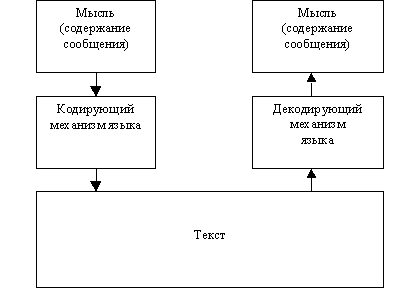 Мысль
(содержание
сообщения)
Мысль
(содержание
сообщения)
Кодирующий
механизм языка
Декодирующий
механизм
языка
Текст